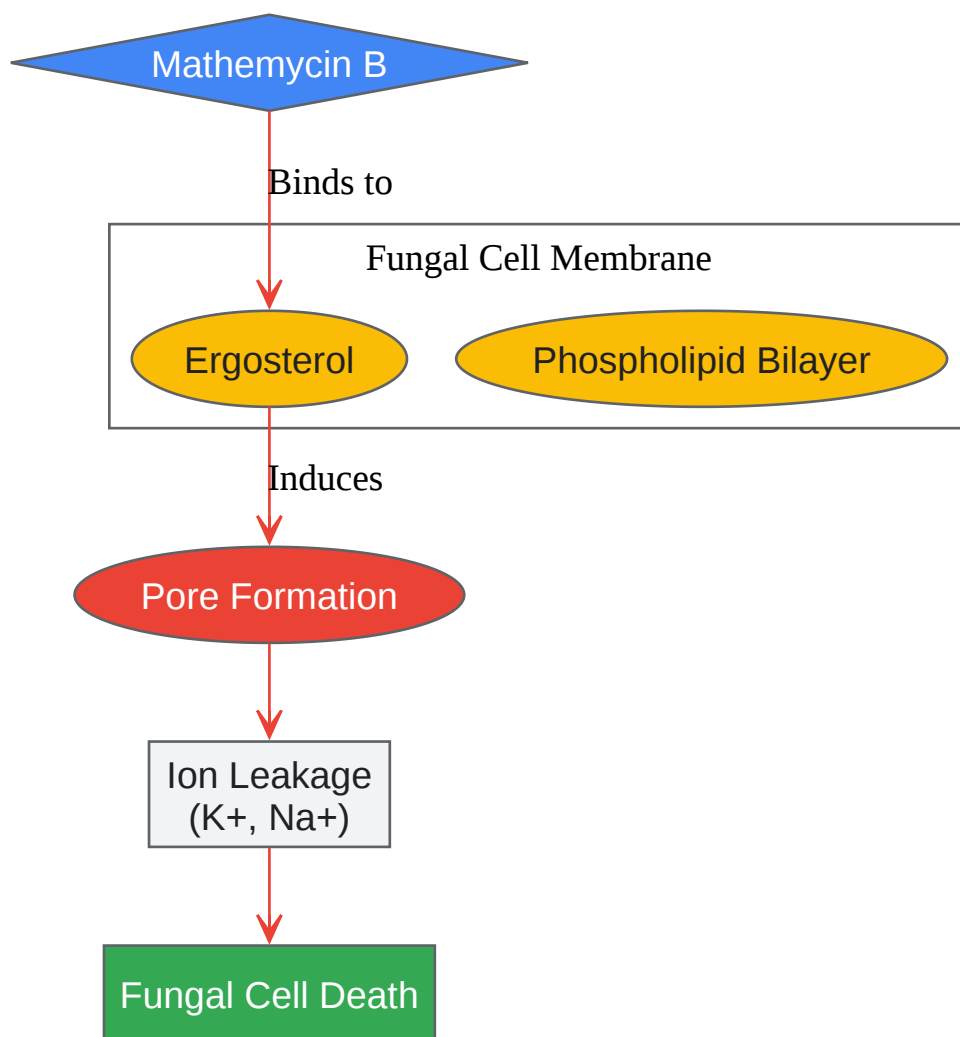 Mathemycin B
Binds to
Fungal Cell Membrane
Ergosterol
Phospholipid Bilayer
Induces
Pore Formation
Ion Leakage
(K+, Na+)
Fungal Cell Death